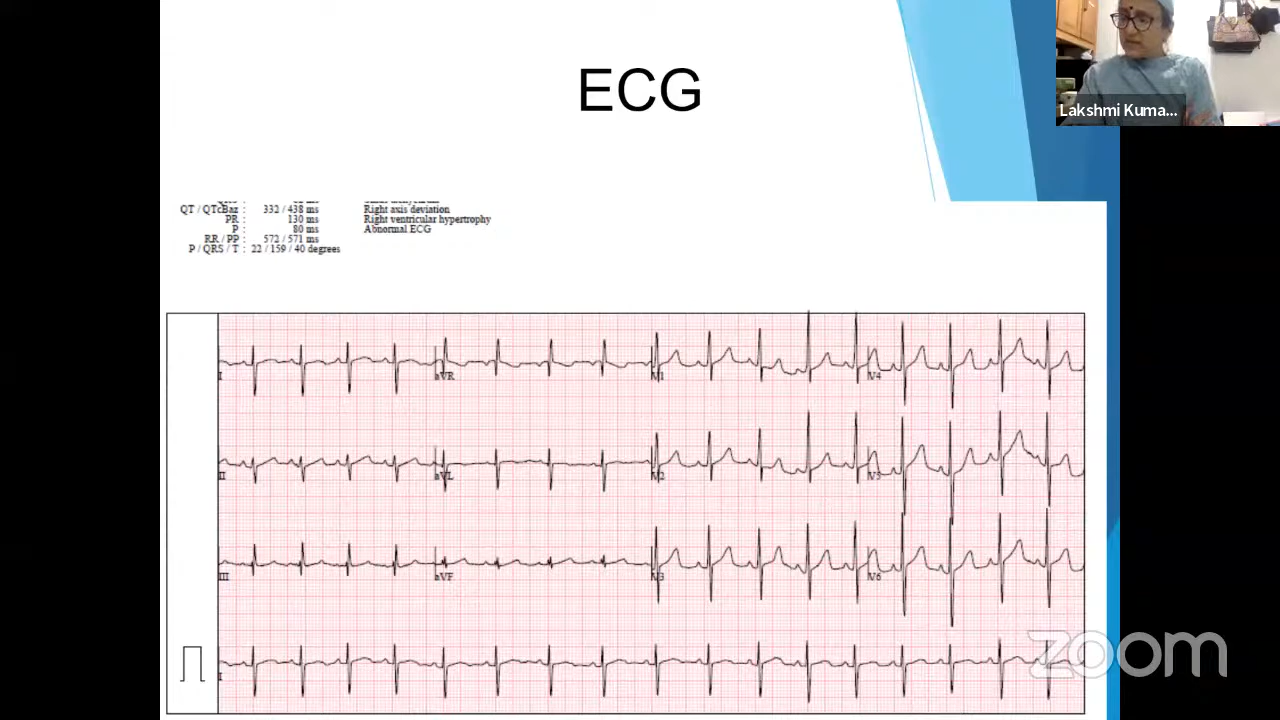 ECG
Lakshmi Kuma...
QT / QTcBaz : 332 / 438 ms Right axis deviation
PR : 130 ms Right ventricular hypertrophy
P : 80 ms Abnormal ECG
RR / PP : 572 / 571 ms
P / QRS / T : 22 / 159 / 40 degrees
I aVR V1 V4
II aVL V2 V5
III aVF V3 V6
I
zoom